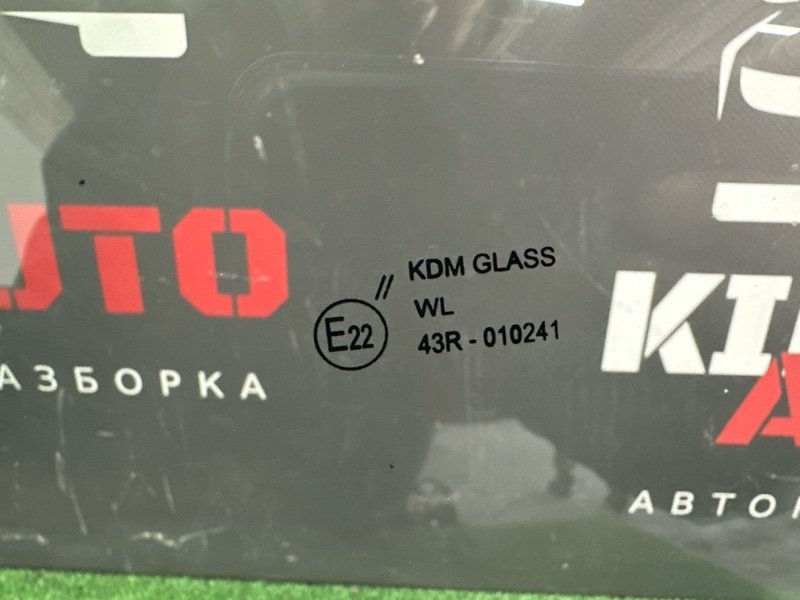 UTO
АЗБОРКА
//
KDM GLASS
WL
E22
43R - 010241
KI
A
АВТО